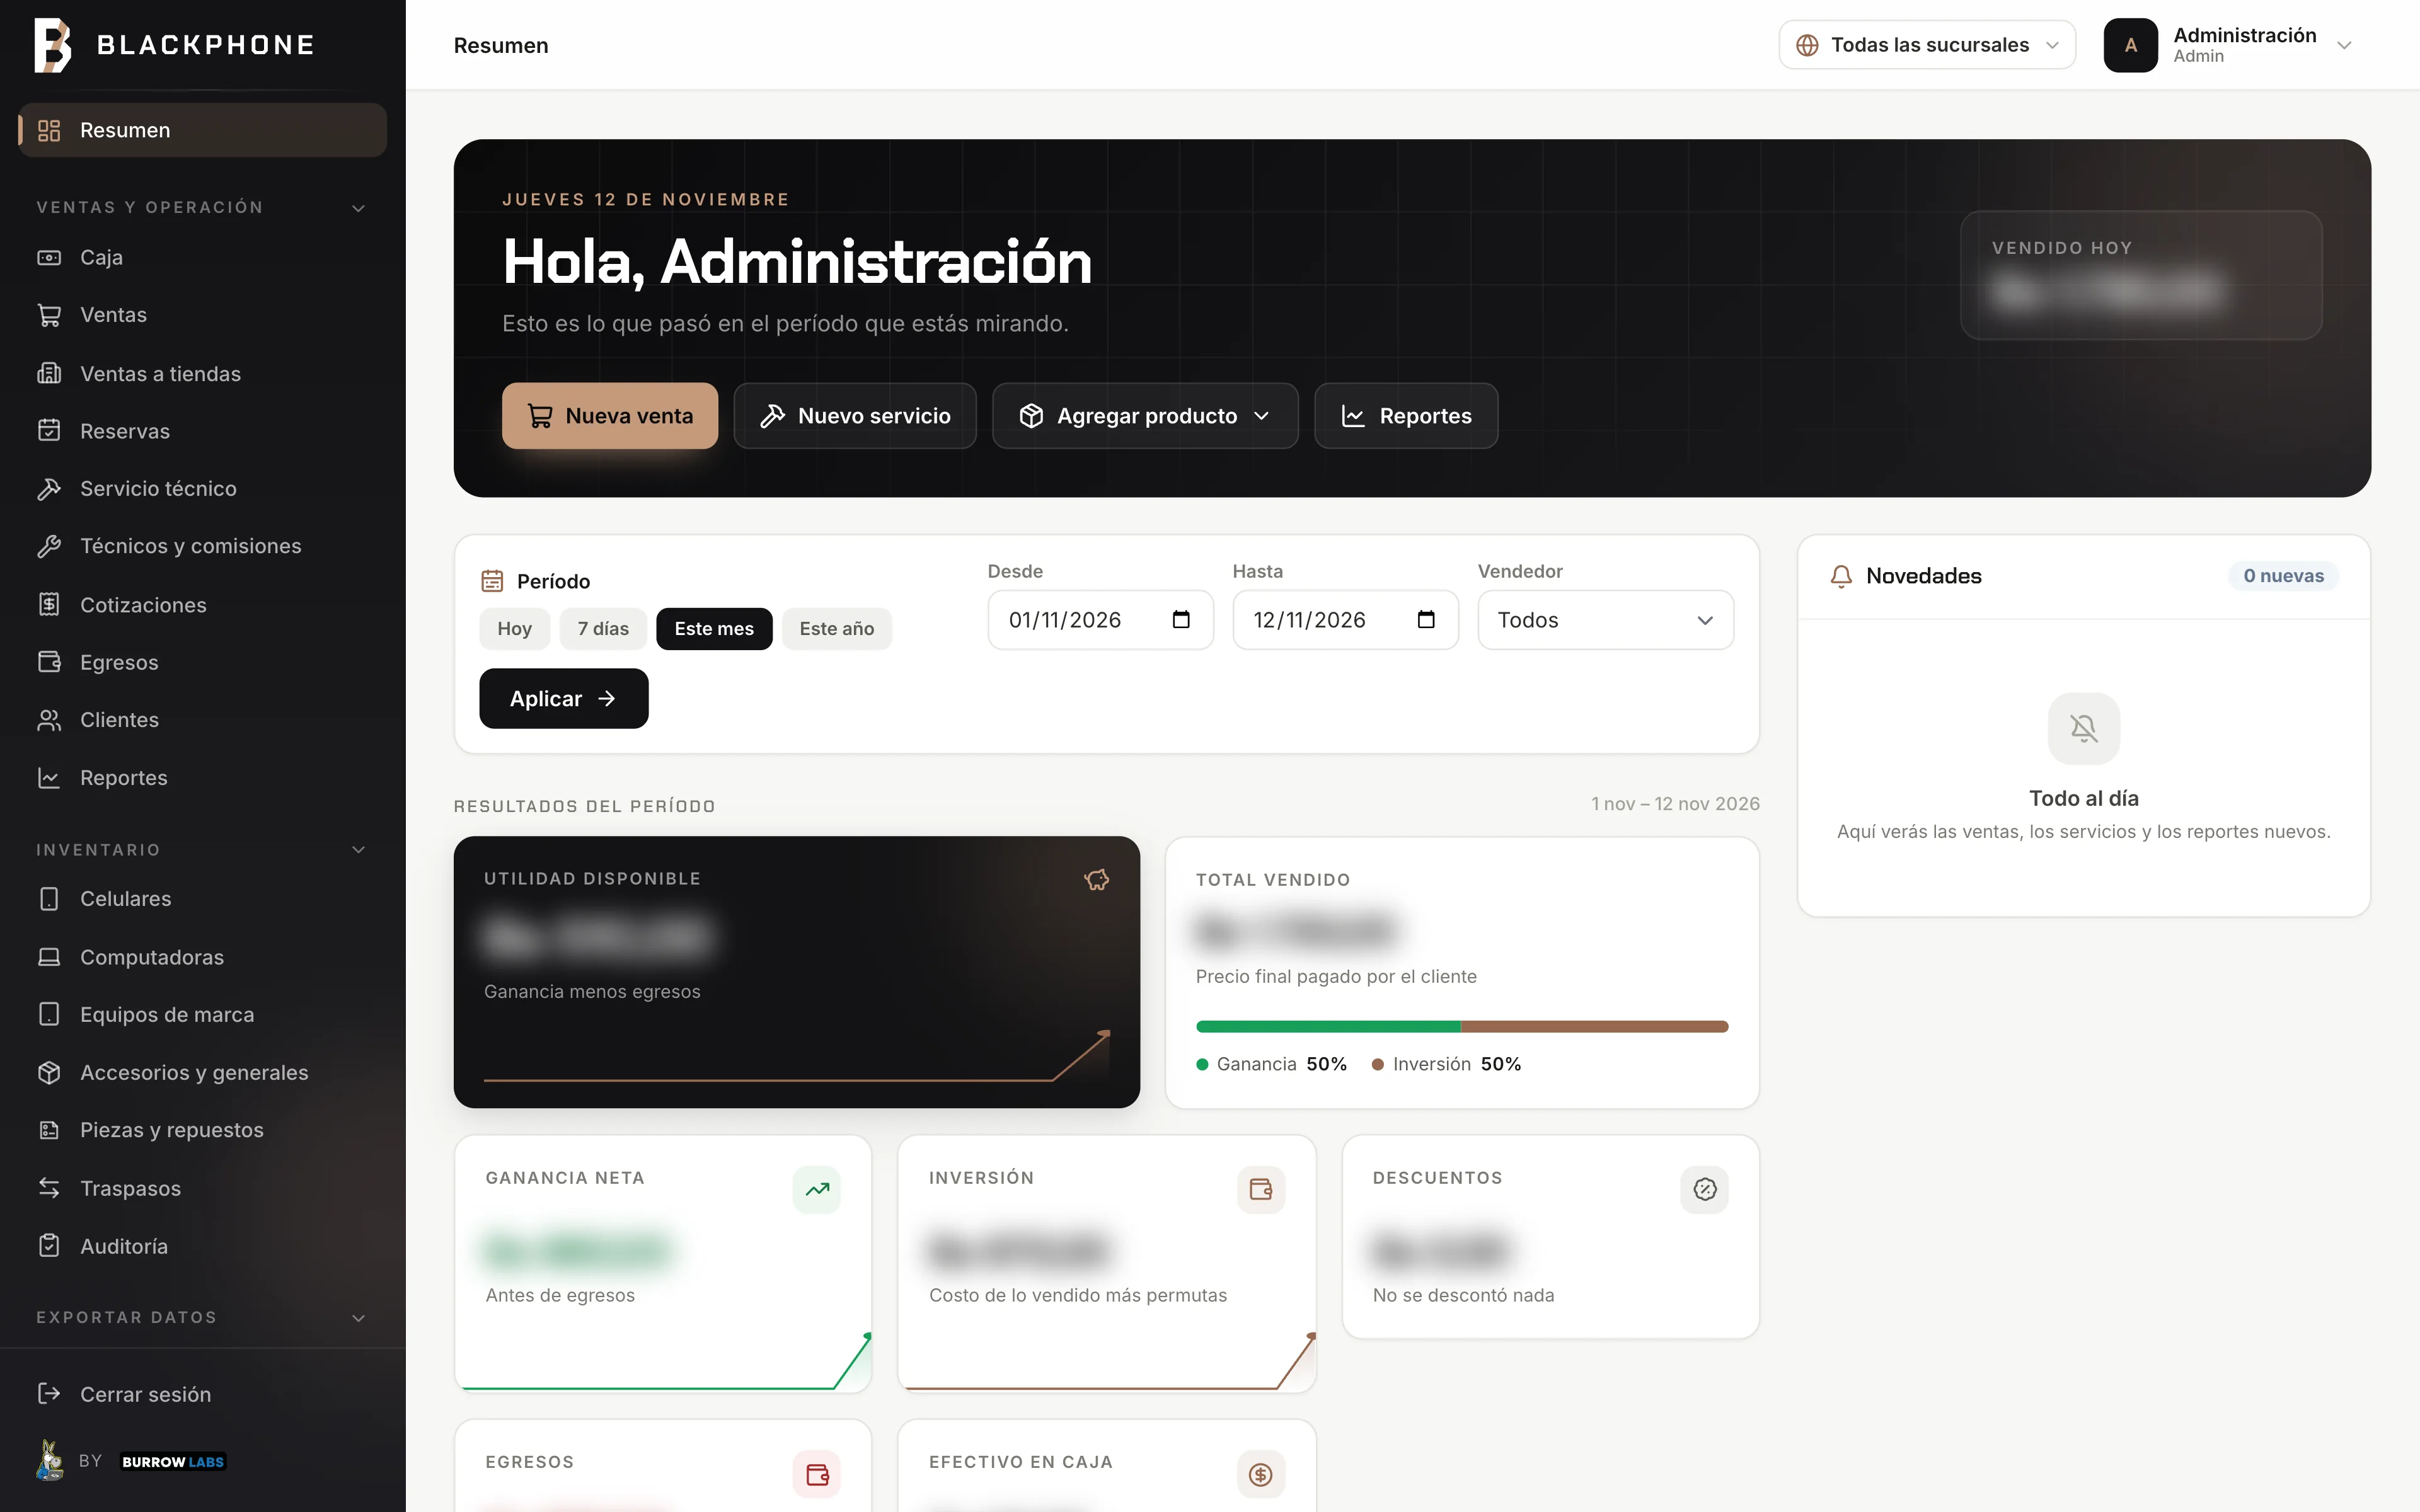 BLACKPHONE
Resumen
VENTAS Y OPERACIÓN
Caja
Ventas
Ventas a tiendas
Reservas
Servicio técnico
Técnicos y comisiones
Cotizaciones
Egresos
Clientes
Reportes
INVENTARIO
Celulares
Computadoras
Equipos de marca
Accesorios y generales
Piezas y repuestos
Traspasos
Auditoría
EXPORTAR DATOS
Cerrar sesión
BY BURROW LABS
Resumen
Todas las sucursales
A
Administración
Admin
JUEVES 12 DE NOVIEMBRE
Hola, Administración
Esto es lo que pasó en el período que estás mirando.
VENDIDO HOY
Nueva venta
Nuevo servicio
Agregar producto
Reportes
Período
Hoy
7 días
Este mes
Este año
Desde
01/11/2026
Hasta
12/11/2026
Vendedor
Todos
Aplicar
Novedades
0 nuevas
Todo al día
Aquí verás las ventas, los servicios y los reportes nuevos.
RESULTADOS DEL PERÍODO
1 nov – 12 nov 2026
UTILIDAD DISPONIBLE
Ganancia menos egresos
TOTAL VENDIDO
Precio final pagado por el cliente
Ganancia 50%
Inversión 50%
GANANCIA NETA
Antes de egresos
INVERSIÓN
Costo de lo vendido más permutas
DESCUENTOS
No se descontó nada
EGRESOS
EFECTIVO EN CAJA